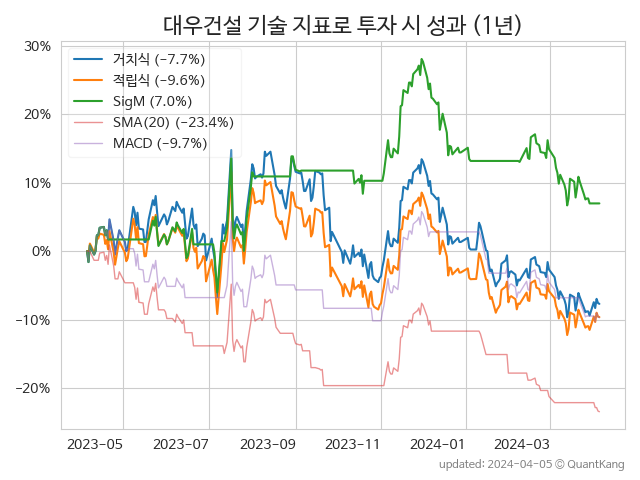 대우건설 기술 지표로 투자 시 성과 (1년)
거치식 (−7.7%)
적립식 (−9.6%)
SigM (7.0%)
SMA(20) (−23.4%)
MACD (−9.7%)
30%
20%
10%
0%
−10%
−20%
2023-05
2023-07
2023-09
2023-11
2024-01
2024-03
updated: 2024-04-05 © QuantKang